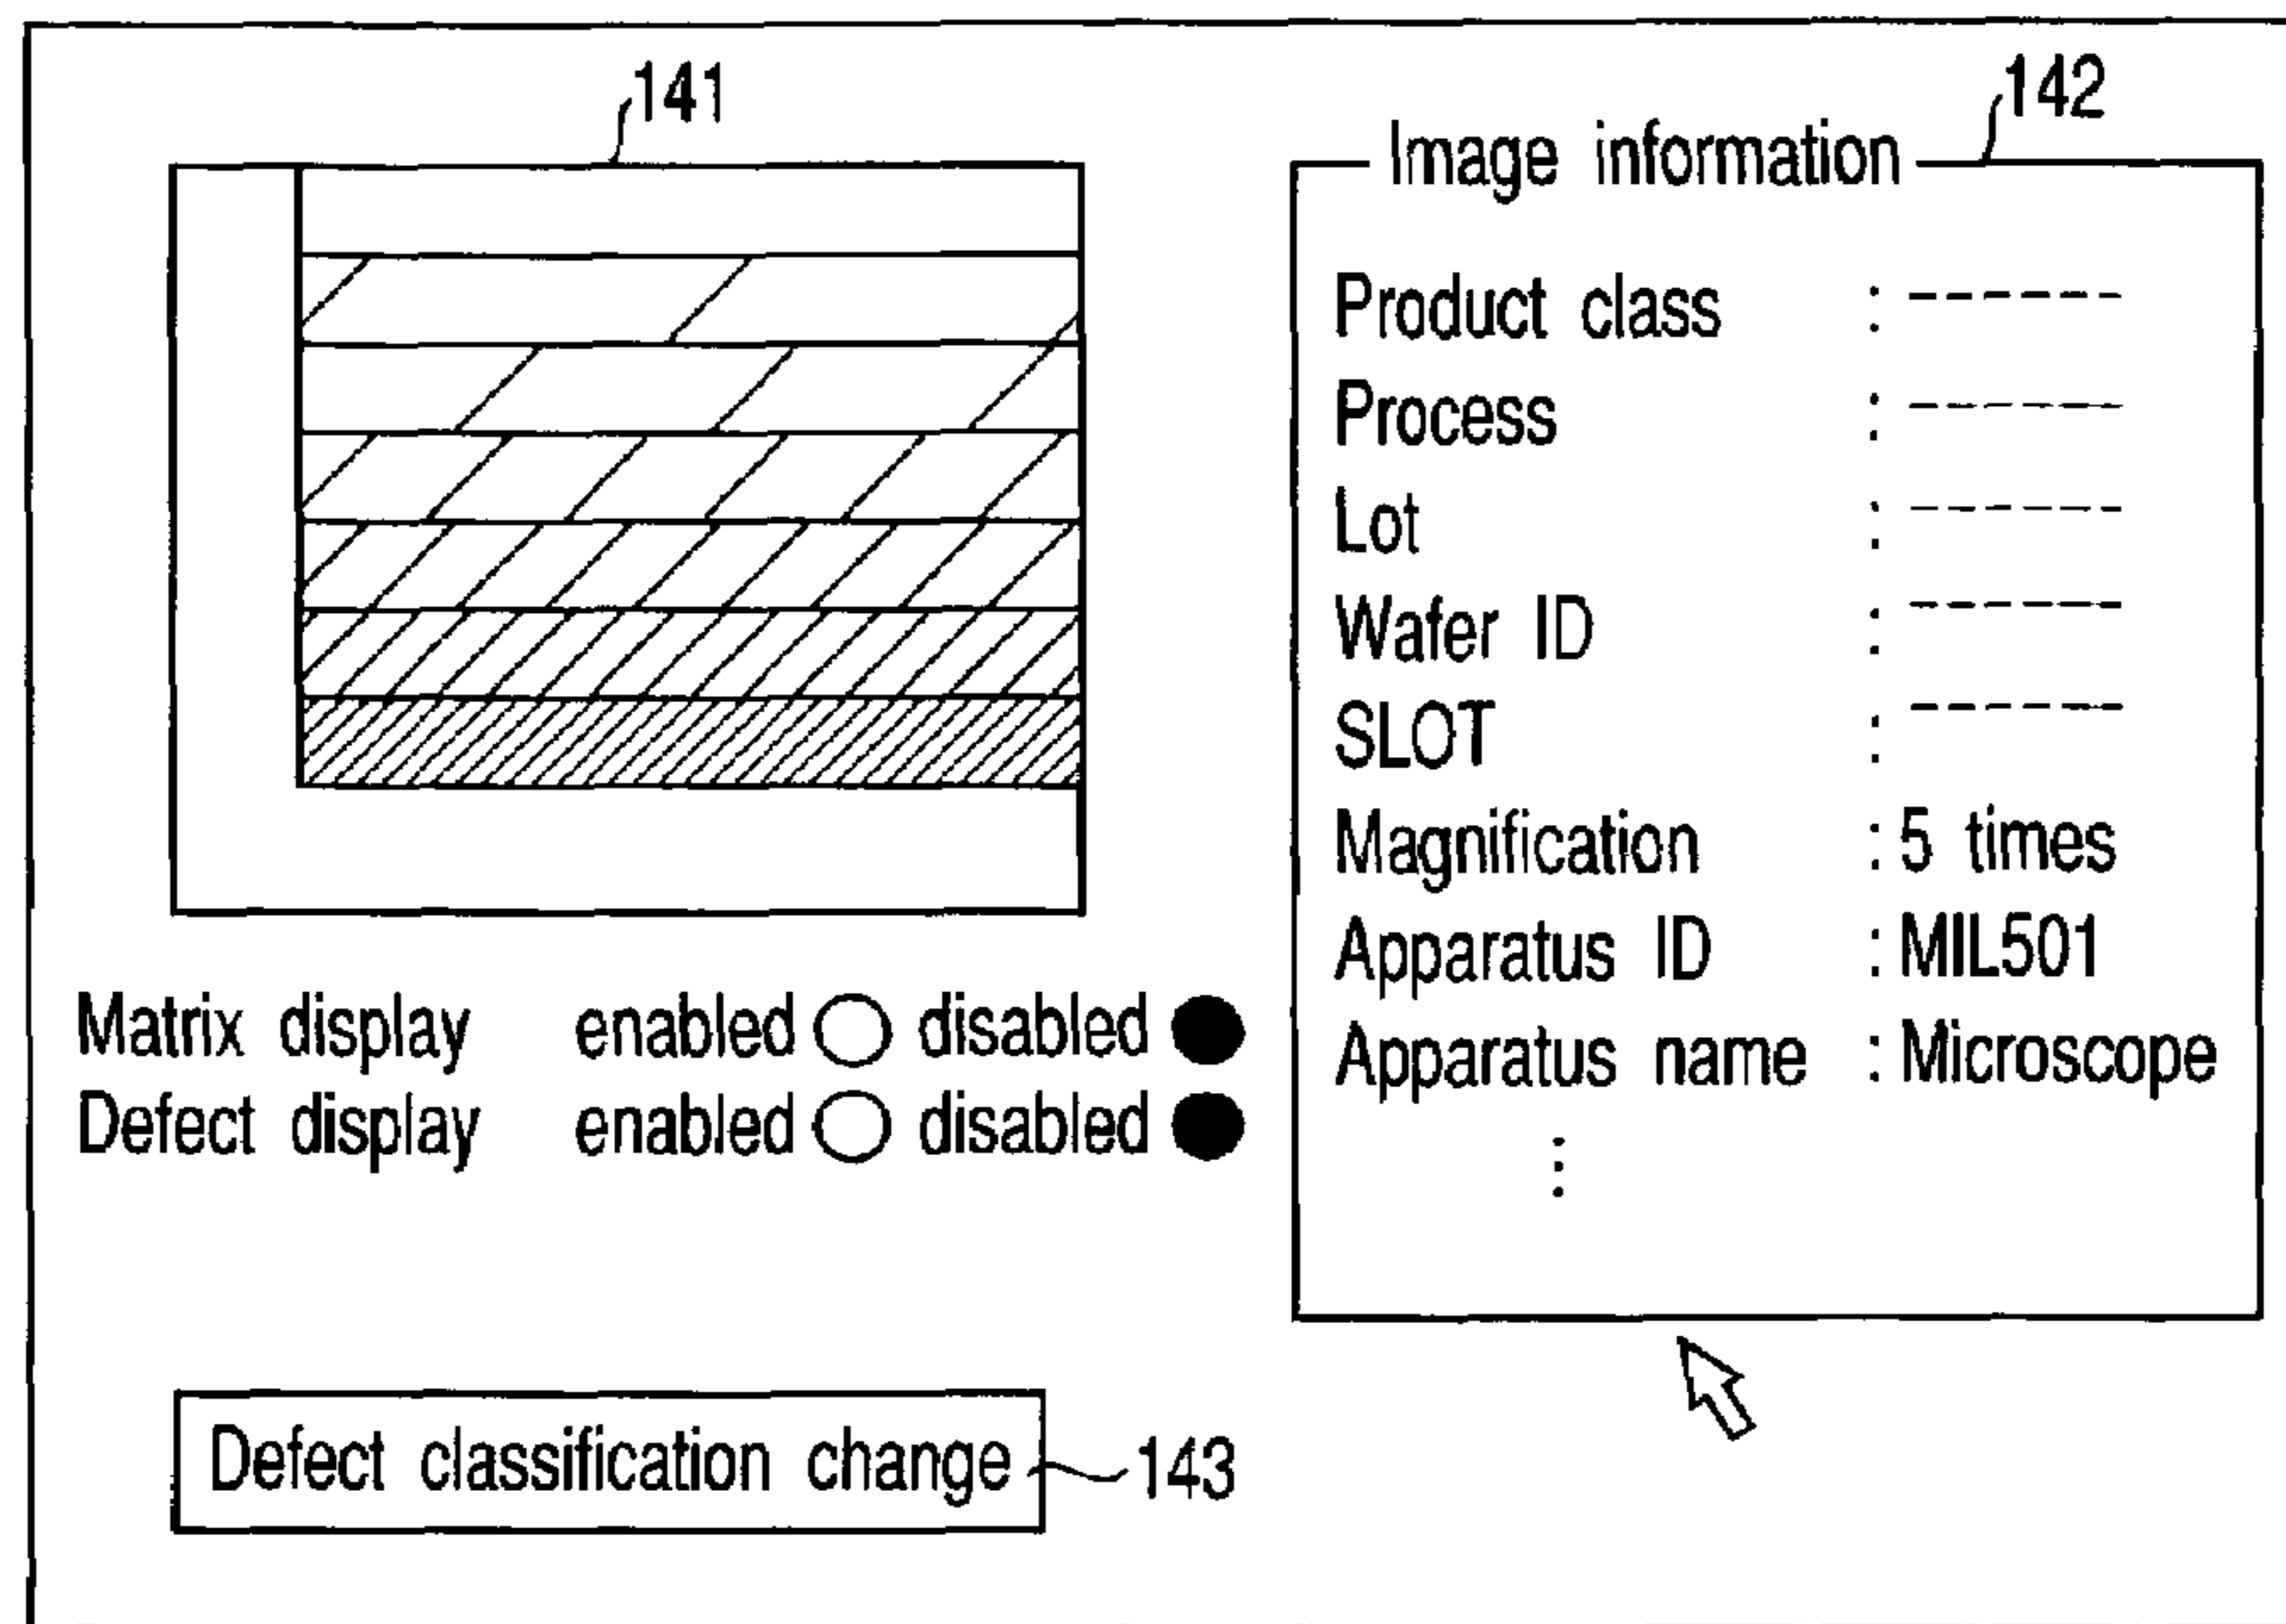 141
142
Image information
Product class : ------
Process : ------
Lot : ------
Wafer ID : ------
SLOT : ------
Magnification : 5 times
Apparatus ID : MIL501
Apparatus name : Microscope
Matrix display enabled disabled
Defect display enabled disabled
Defect classification change
143